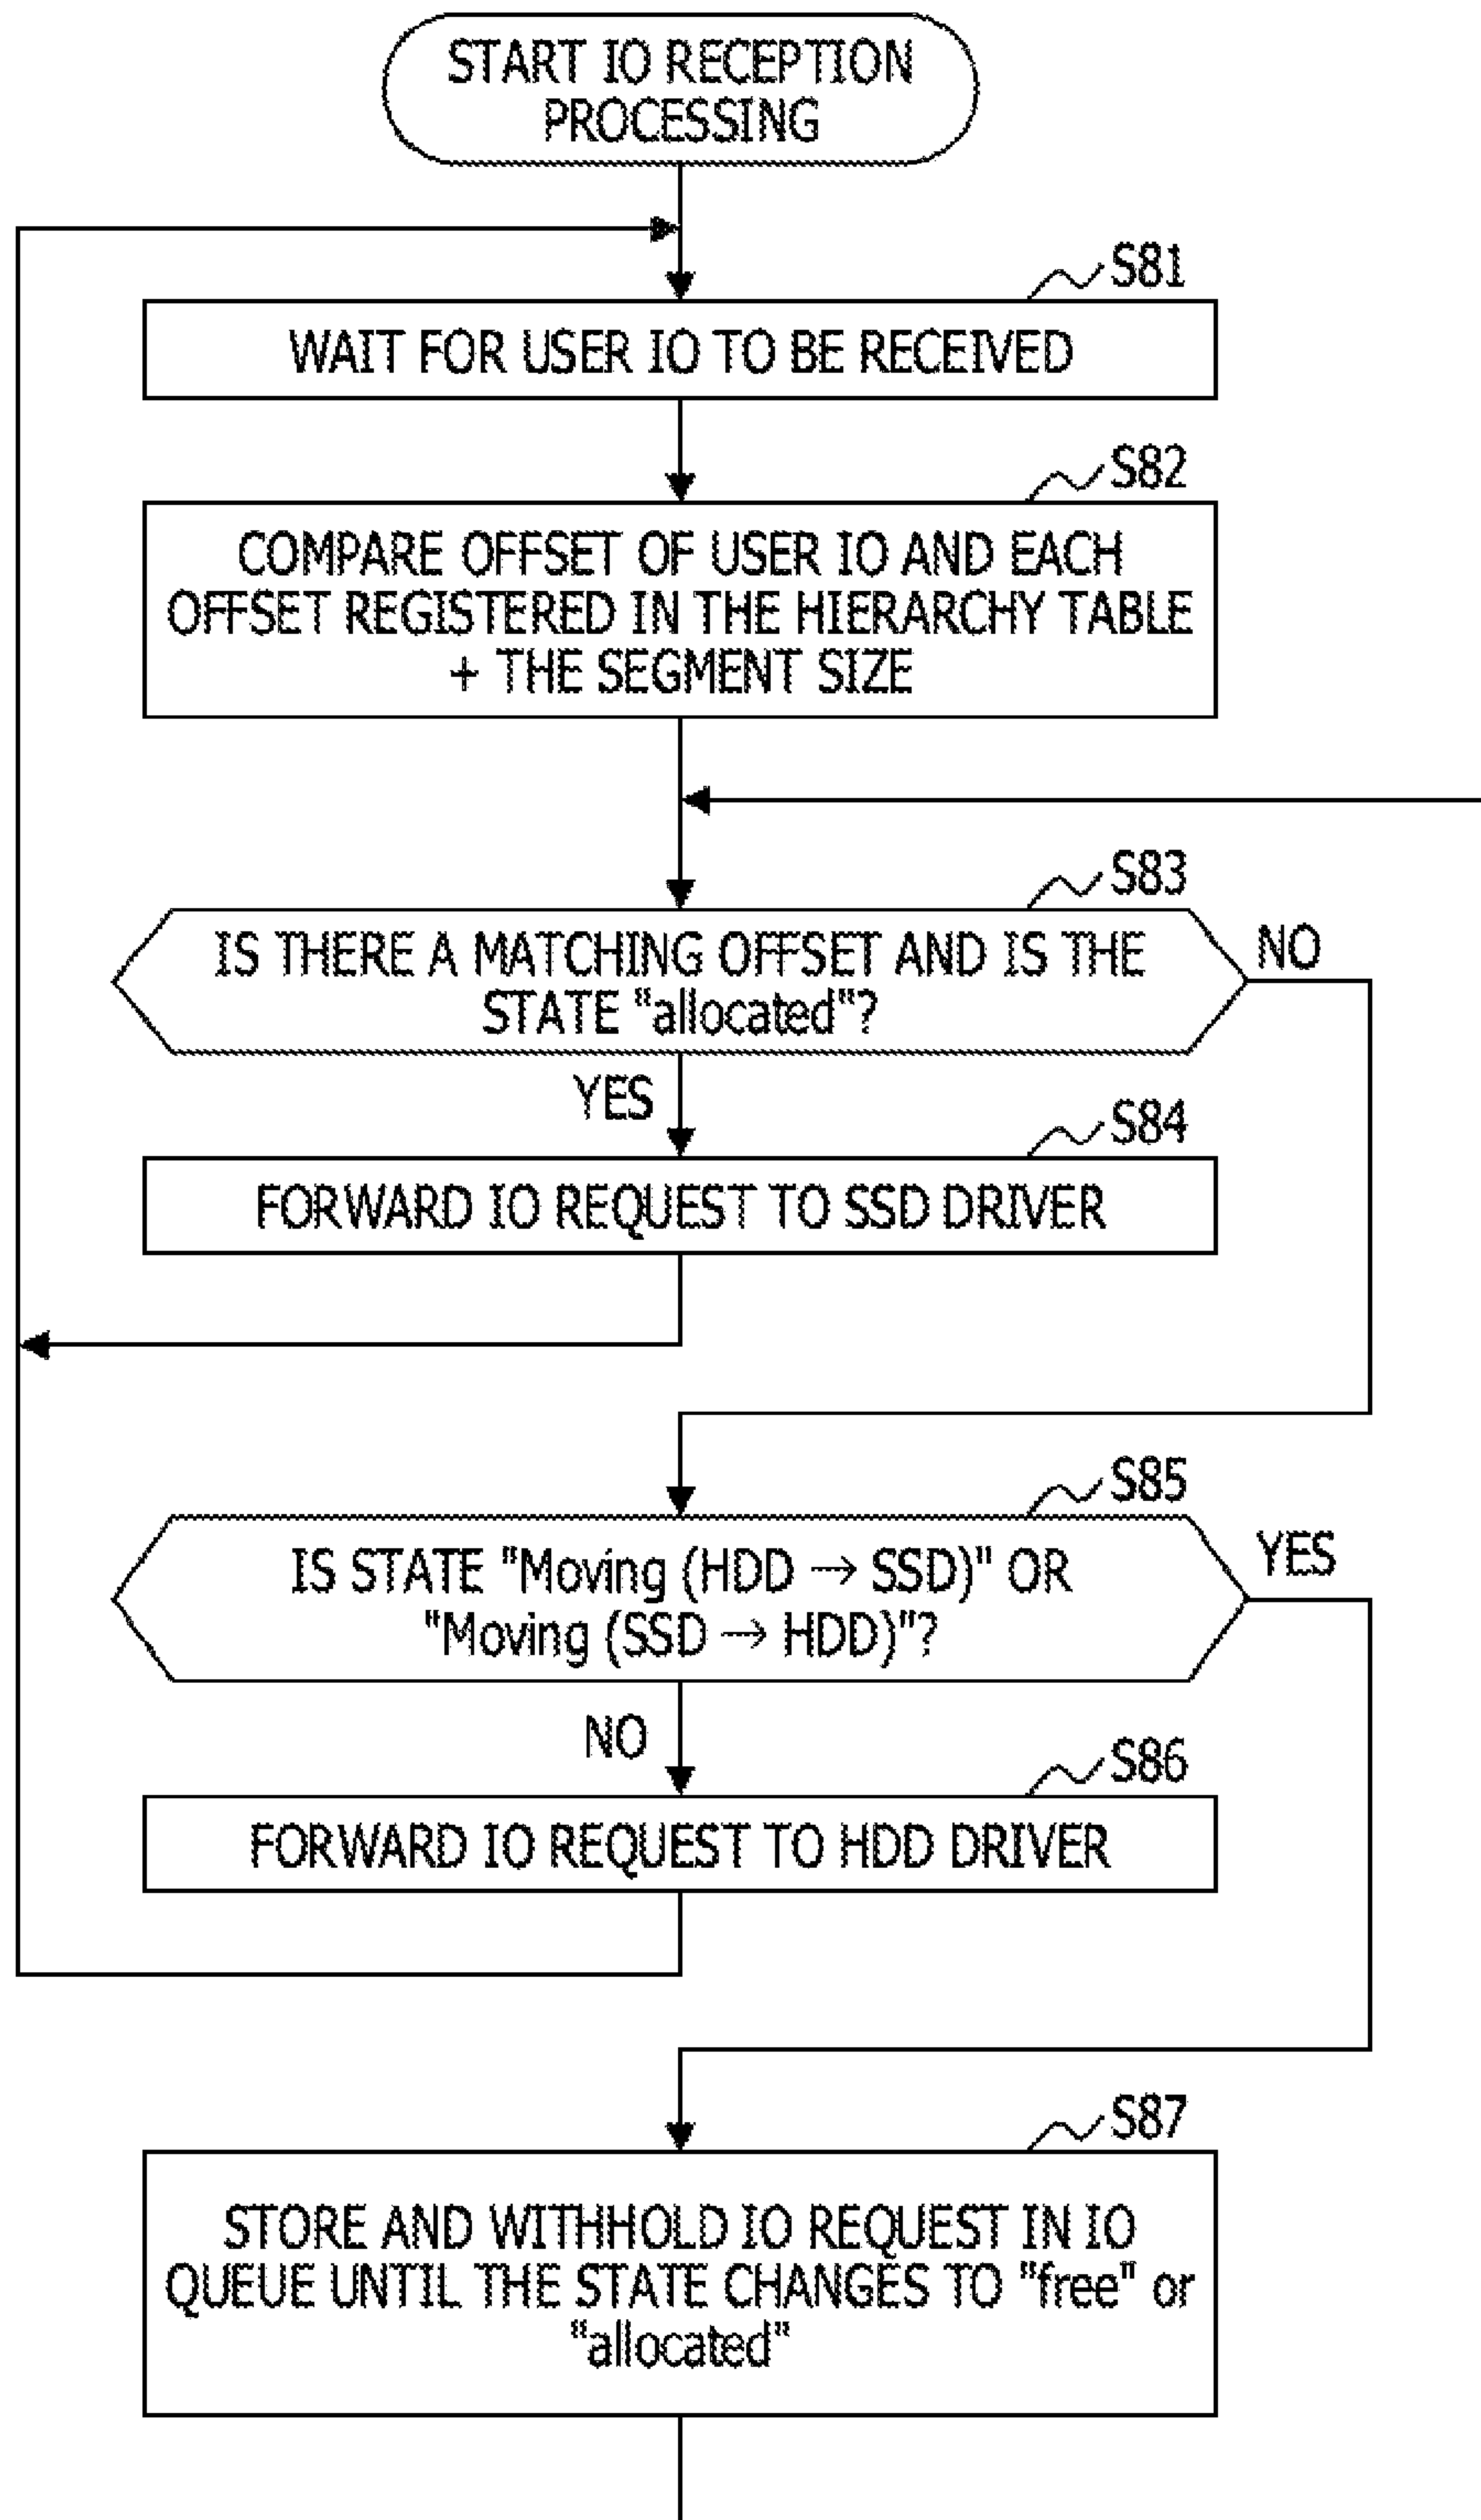 START IO RECEPTION
PROCESSING
S81
WAIT FOR USER IO TO BE RECEIVED
S82
COMPARE OFFSET OF USER IO AND EACH
OFFSET REGISTERED IN THE HIERARCHY TABLE
+ THE SEGMENT SIZE
S83
IS THERE A MATCHING OFFSET AND IS THE
STATE "allocated"?
NO
YES
S84
FORWARD IO REQUEST TO SSD DRIVER
S85
IS STATE "Moving (HDD → SSD)" OR
"Moving (SSD → HDD)"?
YES
NO
S86
FORWARD IO REQUEST TO HDD DRIVER
S87
STORE AND WITHHOLD IO REQUEST IN IO
QUEUE UNTIL THE STATE CHANGES TO "free" or
"allocated"